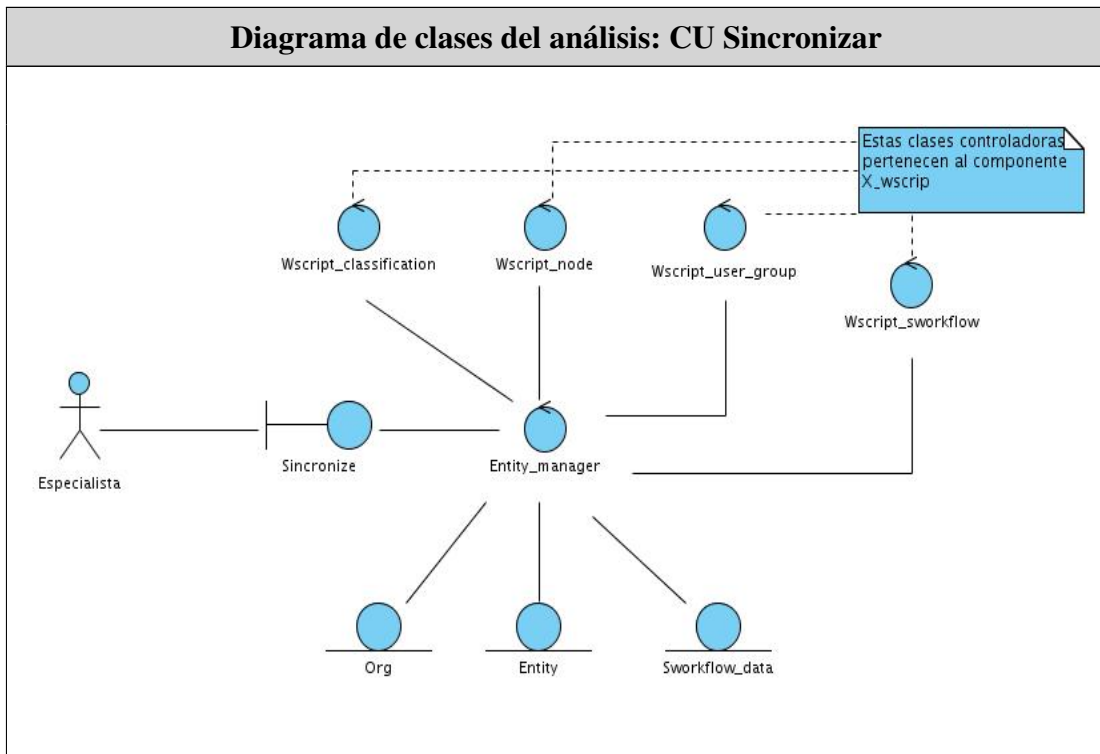 Diagrama de clases del análisis: CU Sincronizar
Estas clases controladoras
pertenecen al componente
X_wscrip
Wscript_classification
Wscript_node
Wscript_user_group
Wscript_sworkflow
Especialista
Sincronize
Entity_manager
Org
Entity
Sworkflow_data